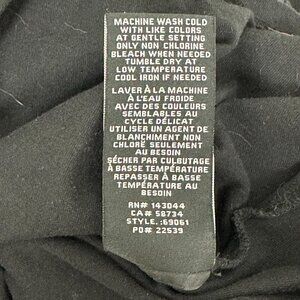 MACHINE WASH COLD
WITH LIKE COLORS
AT GENTLE SETTING
ONLY NON CHLORINE
BLEACH WHEN NEEDED
TUMBLE DRY AT
LOW TEMPERATURE
COOL IRON IF NEEDED
LAVER À LA MACHINE
À L'EAU FROIDE
AVEC DES COULEURS
SEMBLABLES AU
CYCLE DÉLICAT
UTILISER UN AGENT DE
BLANCHIMENT NON
CHLORÉ SEULEMENT
AU BESOIN
SÉCHER PAR CULBUTAGE
À BASSE TEMPÉRATURE
REPASSER À BASSE
TEMPÉRATURE AU
BESOIN
RN# 143044
CA# 58734
STYLE.:69061
PO# 22539